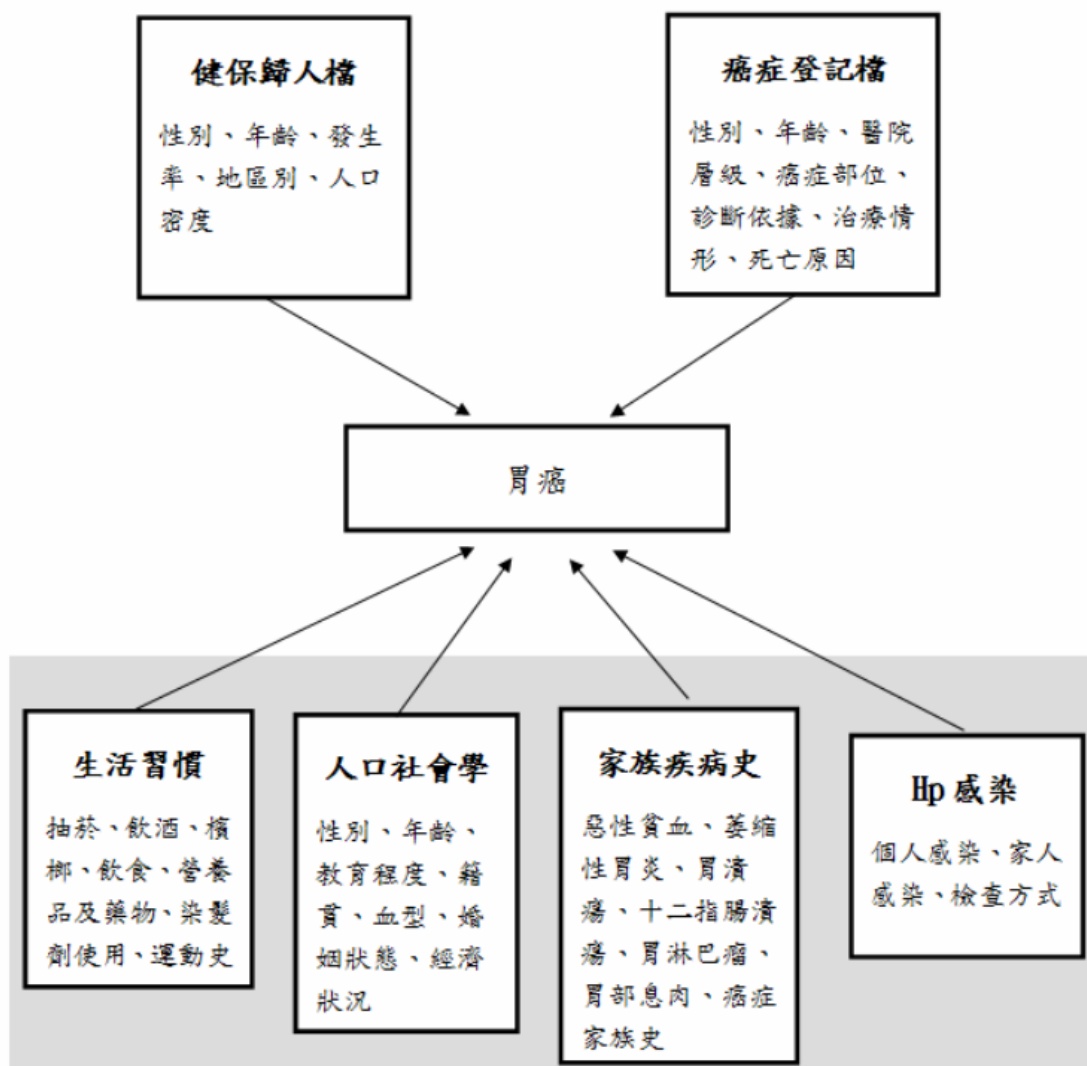 健保歸人檔
性別、年齡、發生
率、地區別、人口
密度
癌症登記檔
性別、年齡、醫院
層級、癌症部位、
診斷依據、治療情
形、死亡原因
胃癌
生活習慣
抽菸、飲酒、檳
榔、飲食、營養
品及藥物、染髮
劑使用、運動史
人口社會學
性別、年齡、
教育程度、籍
貫、血型、婚
姻狀態、經濟
狀況
家族疾病史
惡性貧血、萎縮
性胃炎、胃潰
瘍、十二指腸潰
瘍、胃淋巴瘤、
胃部息肉、癌症
家族史
Hp 感染
個人感染、家人
感染、檢查方式